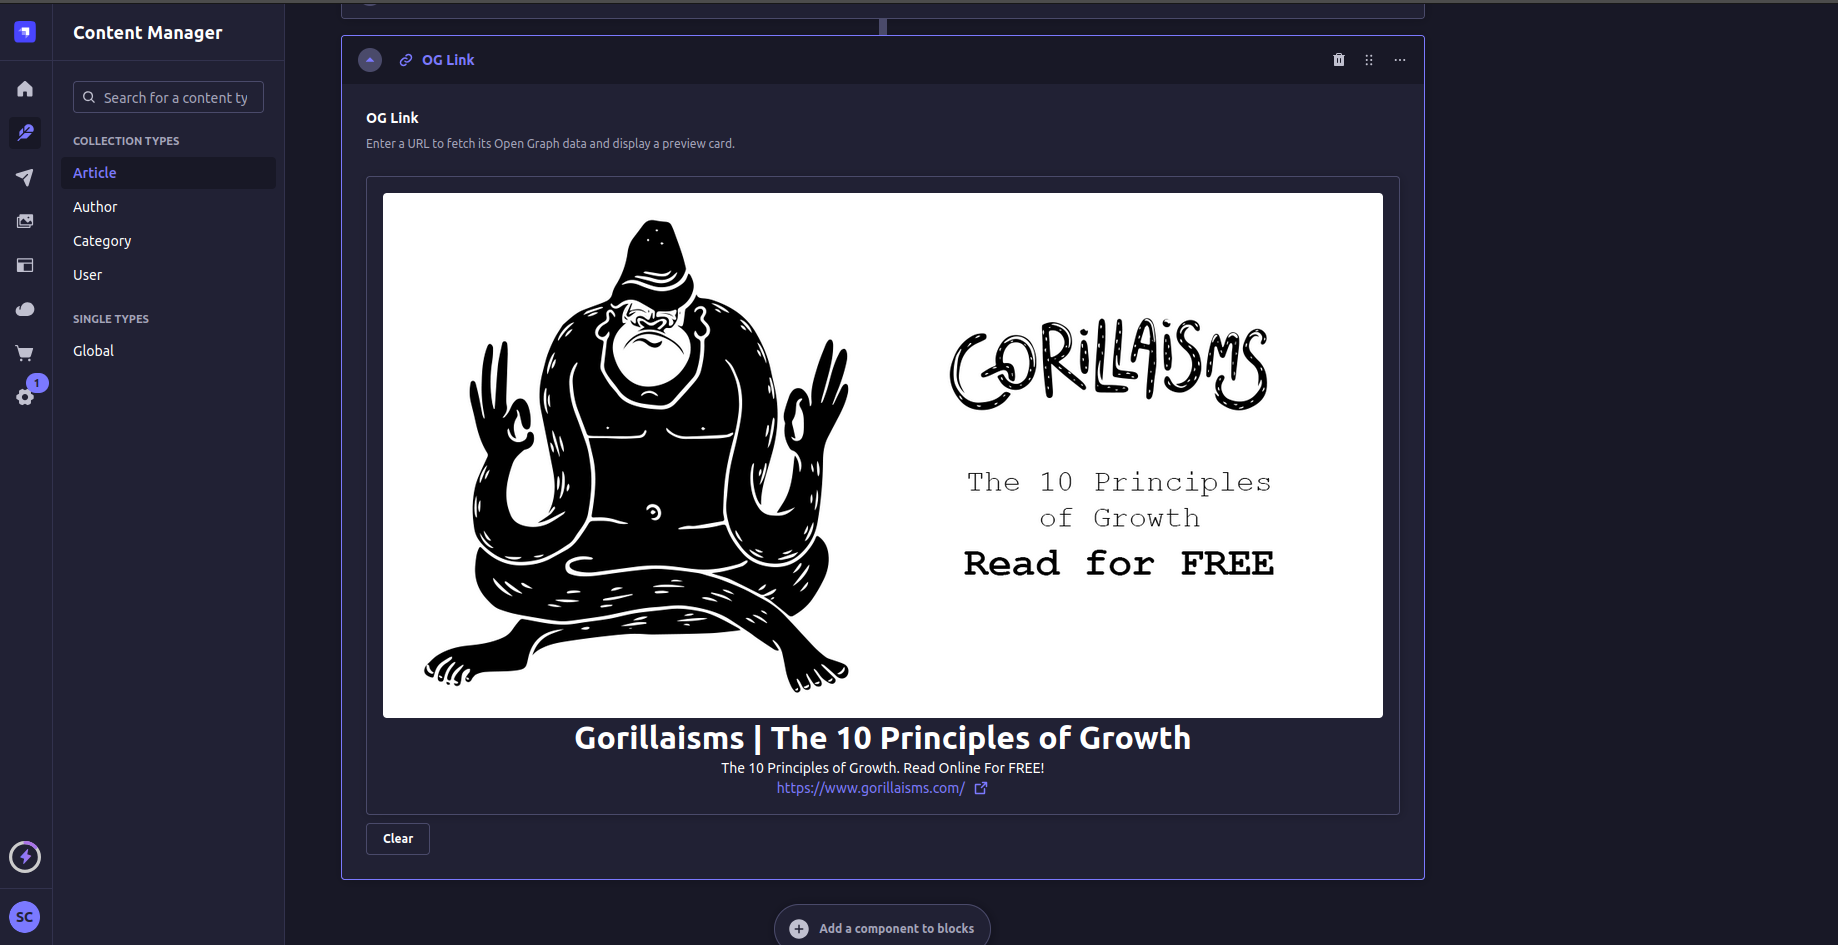 Content Manager
Search for a content ty
COLLECTION TYPES
Article
Author
Category
User
SINGLE TYPES
Global
1
SC
OG Link
OG Link
Enter a URL to fetch its Open Graph data and display a preview card.
GORILLAISMS
The 10 Principles
of Growth
Read for FREE
Gorillaisms | The 10 Principles of Growth
The 10 Principles of Growth. Read Online For FREE!
https://www.gorillaisms.com/
Clear
Add a component to blocks